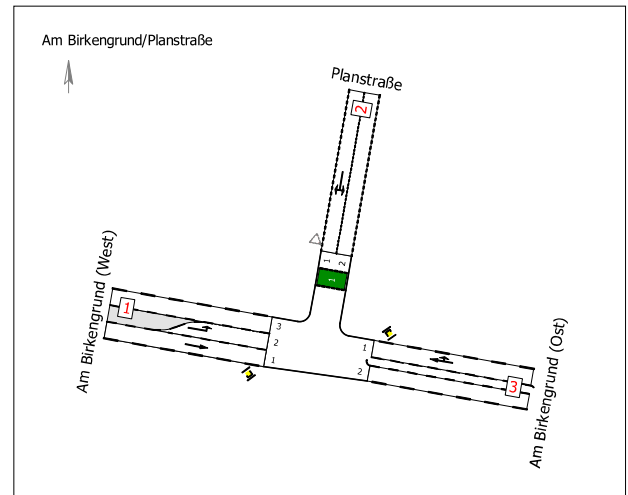 Am Birkengrund/Planstraße
Planstraße
2
1
2
1
Am Birkengrund (West)
1
3
2
1
1
2
3
Am Birkengrund (Ost)